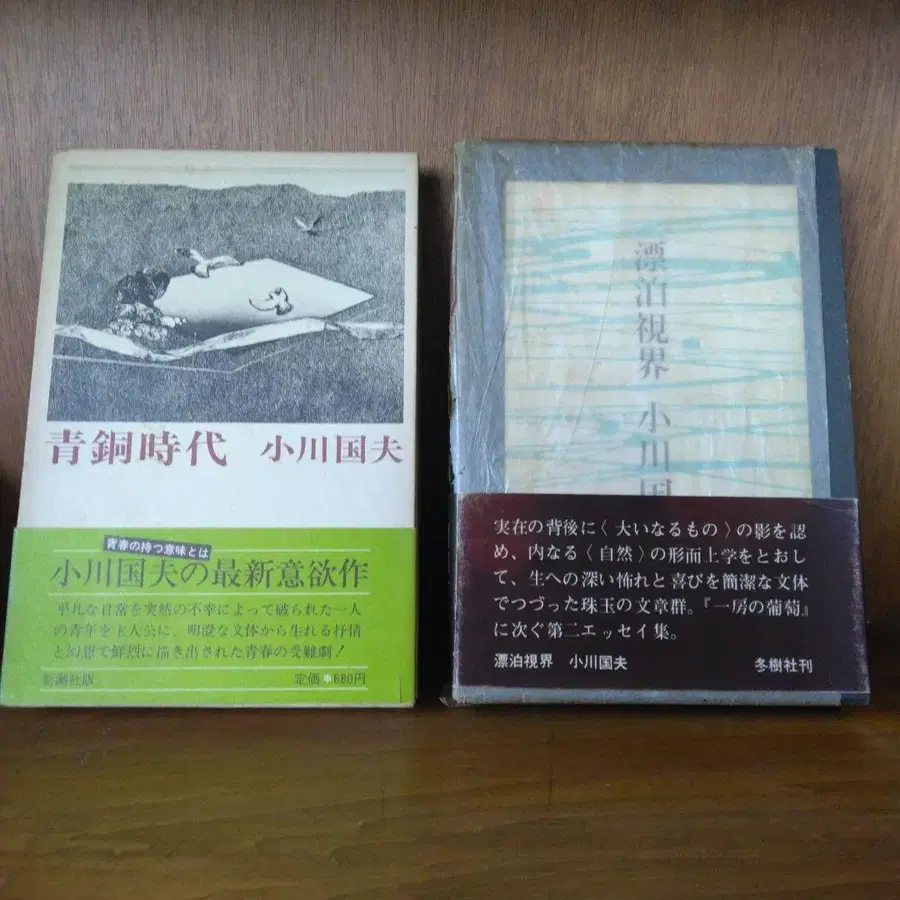 青銅時代 小川国夫
青春の持つ意味とは
小川国夫の最新意欲作
平凡な日常を突然の不幸によって破られた一人
の青年を主人公に、明澄な文体から生れる抒情
と幻想で鮮烈に描き出された青春の受難劇!
新潮社版 定価 680円
漂泊視界 小川国
実在の背後に〈大いなるもの〉の影を認
め、内なる〈自然〉の形而上学をとおし
て、生への深い怖れと喜びを簡潔な文体
でつづった珠玉の文章群。『一房の葡萄』
に次ぐ第二エッセイ集。
漂泊視界 小川国夫 冬樹社刊